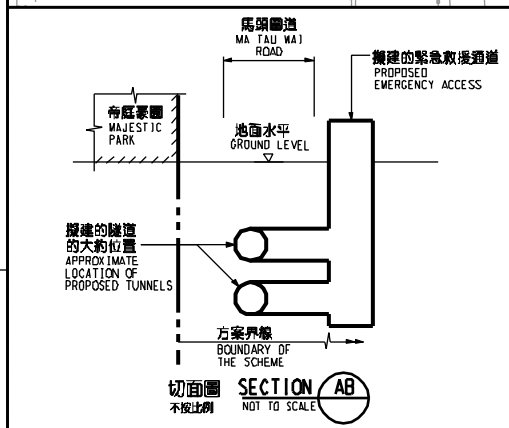 馬頭圍道
MA TAU WAI
ROAD
擬建的緊急救援通道
PROPOSED
EMERGENCY ACCESS
帝庭豪園
MAJESTIC
PARK
地面水平
GROUND LEVEL
擬建的隧道
的大約位置
APPROXIMATE
LOCATION OF
PROPOSED TUNNELS
方案界線
BOUNDARY OF
THE SCHEME
切面圖 SECTION AB
不按比例 NOT TO SCALE